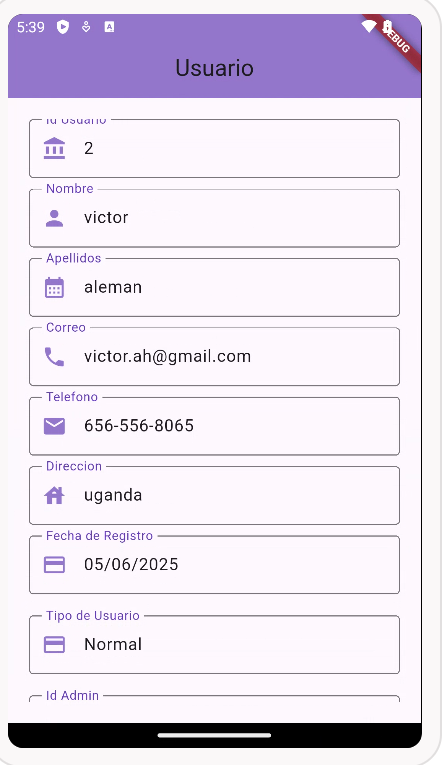 5:39
DEBUG
Usuario
Id Usuario
2
Nombre
victor
Apellidos
aleman
Correo
victor.ah@gmail.com
Telefono
656-556-8065
Direccion
uganda
Fecha de Registro
05/06/2025
Tipo de Usuario
Normal
Id Admin